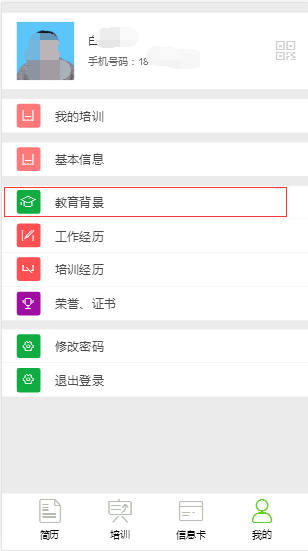 手机号码：18
我的培训
基本信息
教育背景
工作经历
培训经历
荣誉、证书
修改密码
退出登录
简历 培训 信息卡 我的